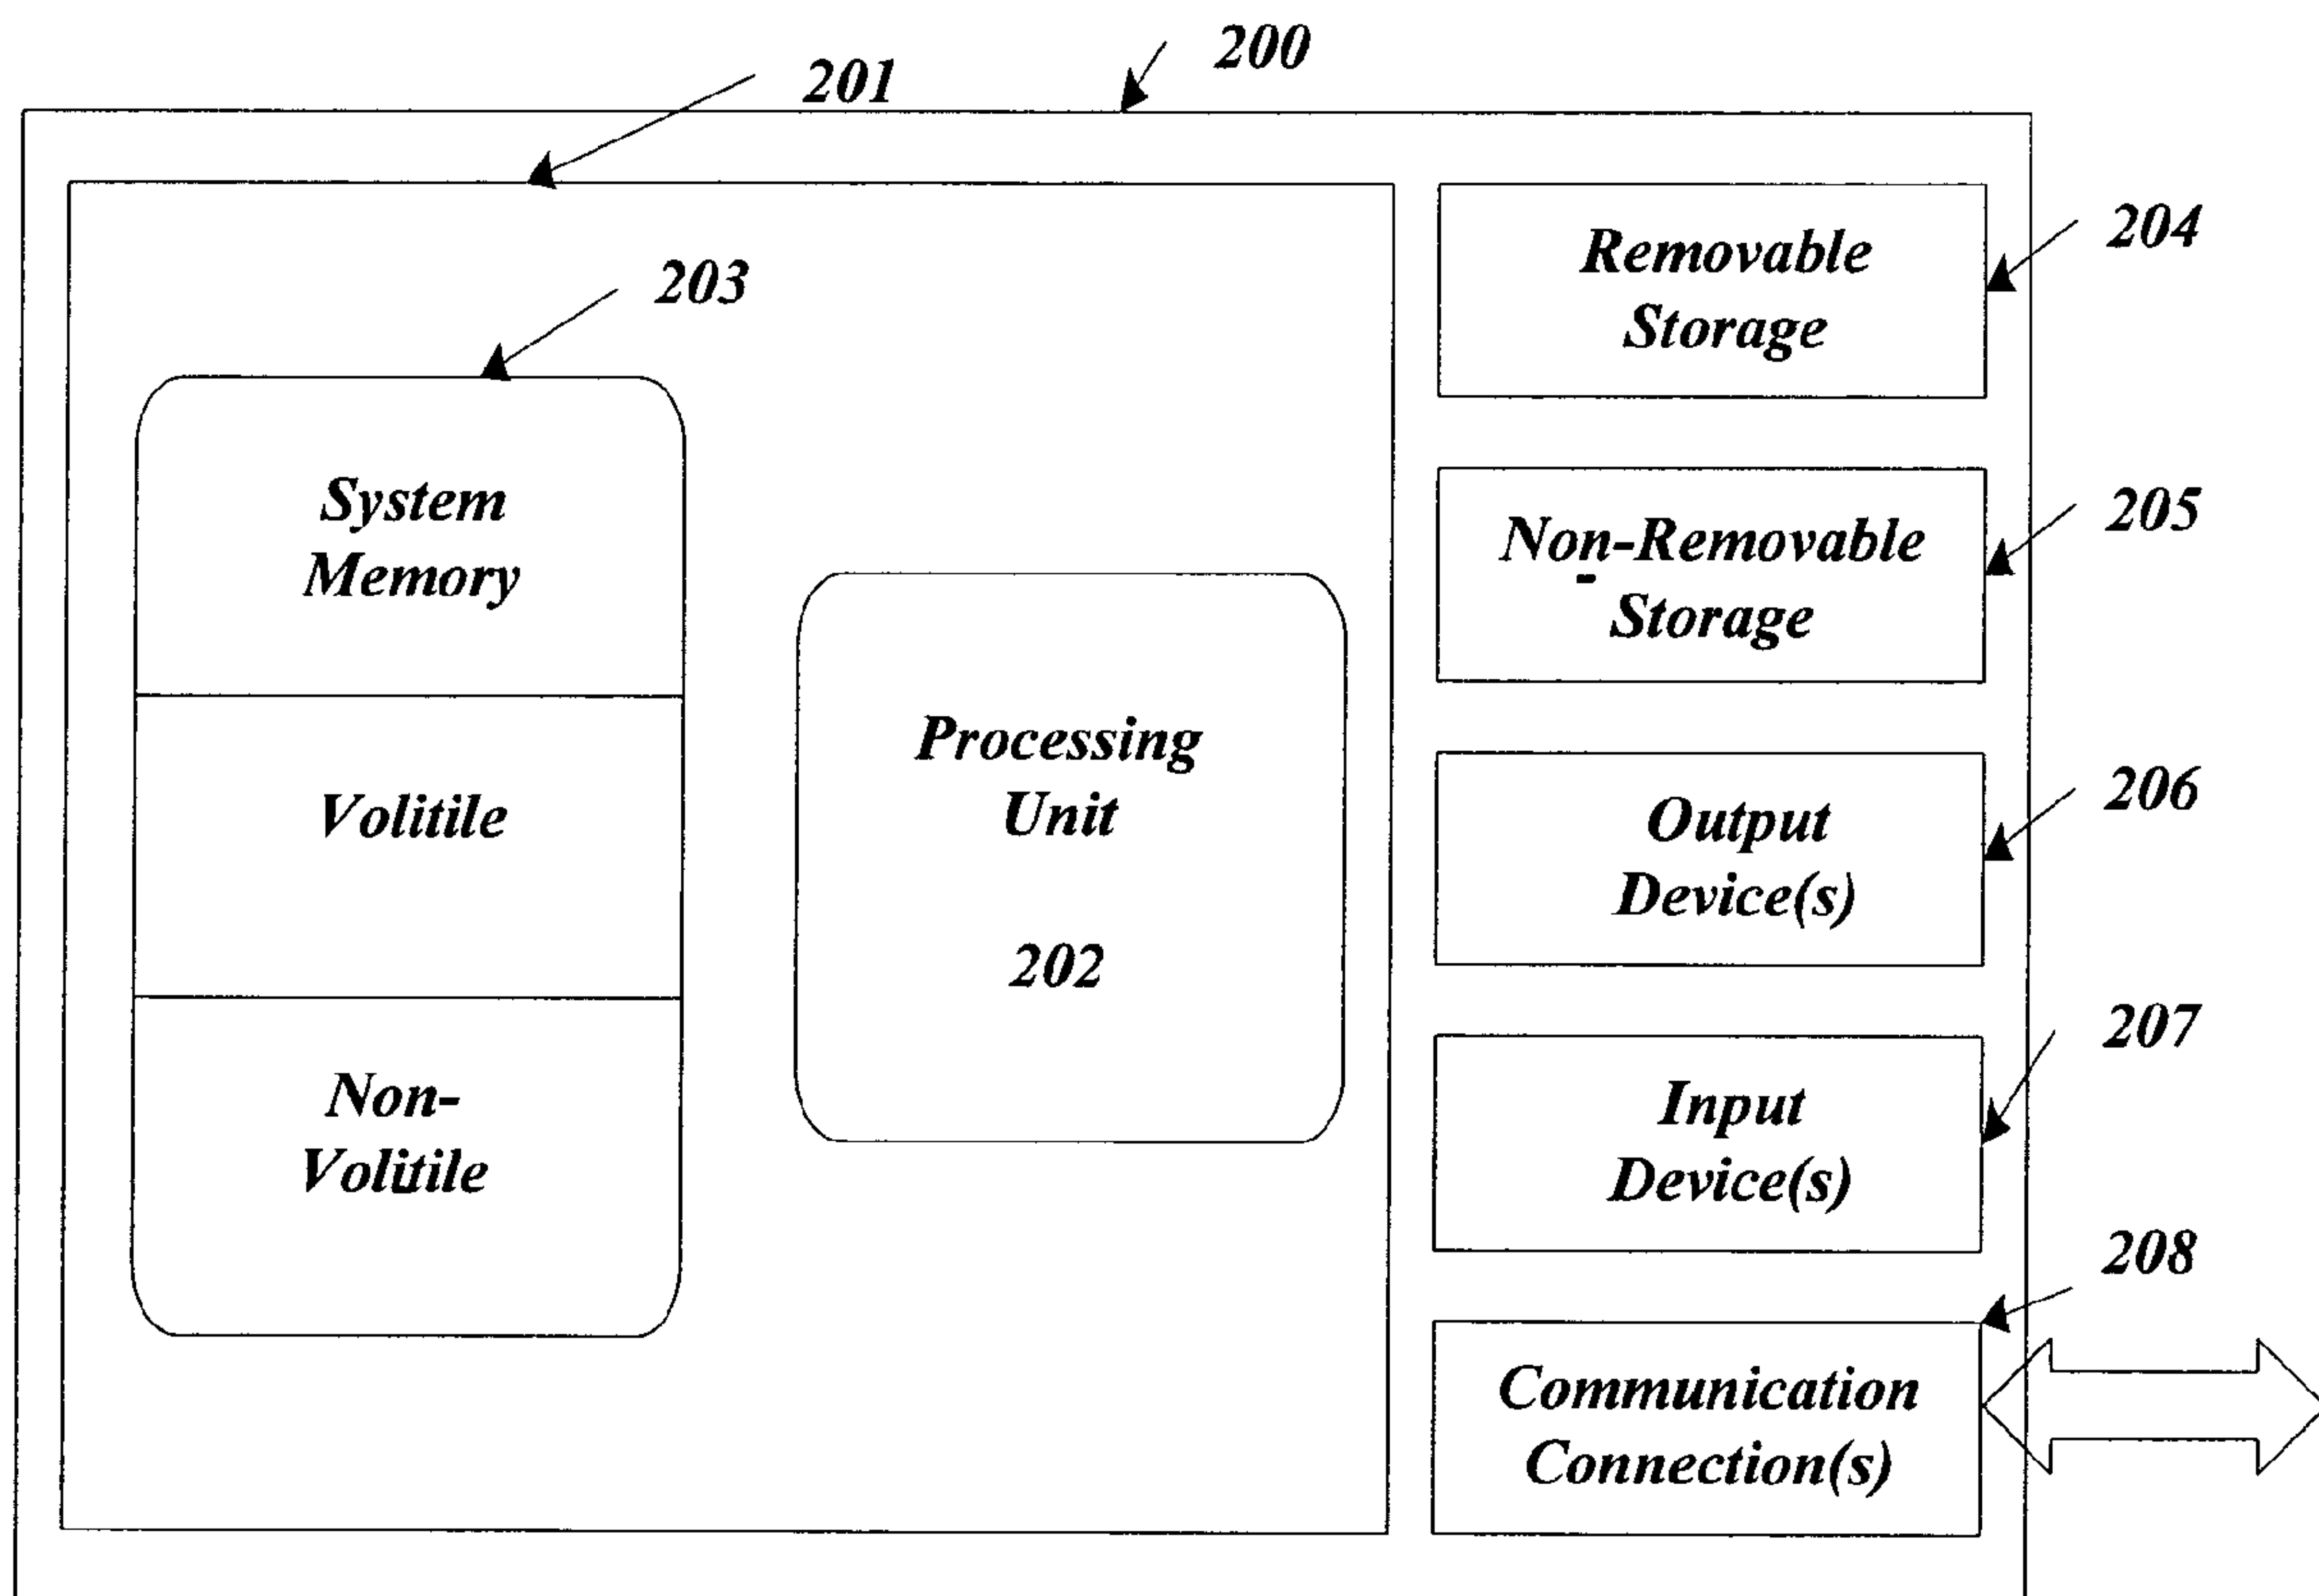 200
201
203
System
Memory
Volitile
Non-
Volitile
Processing
Unit
202
Removable
Storage
204
Non-Removable
Storage
205
Output
Device(s)
206
Input
Device(s)
207
Communication
Connection(s)
208